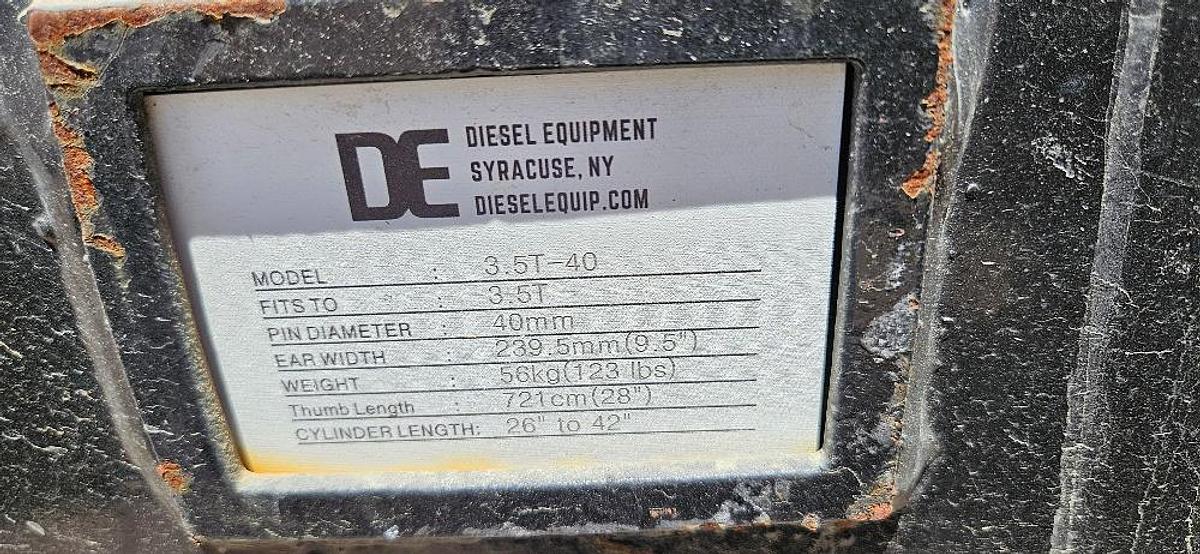 DE
DIESEL EQUIPMENT
SYRACUSE, NY
DIESELEQUIP.COM
MODEL : 3.5T-40
FITS TO : 3.5T
PIN DIAMETER : 40mm
EAR WIDTH : 239.5mm(9.5")
WEIGHT : 56kg(123 lbs)
Thumb Length : 721cm(28")
CYLINDER LENGTH: 26" to 42"